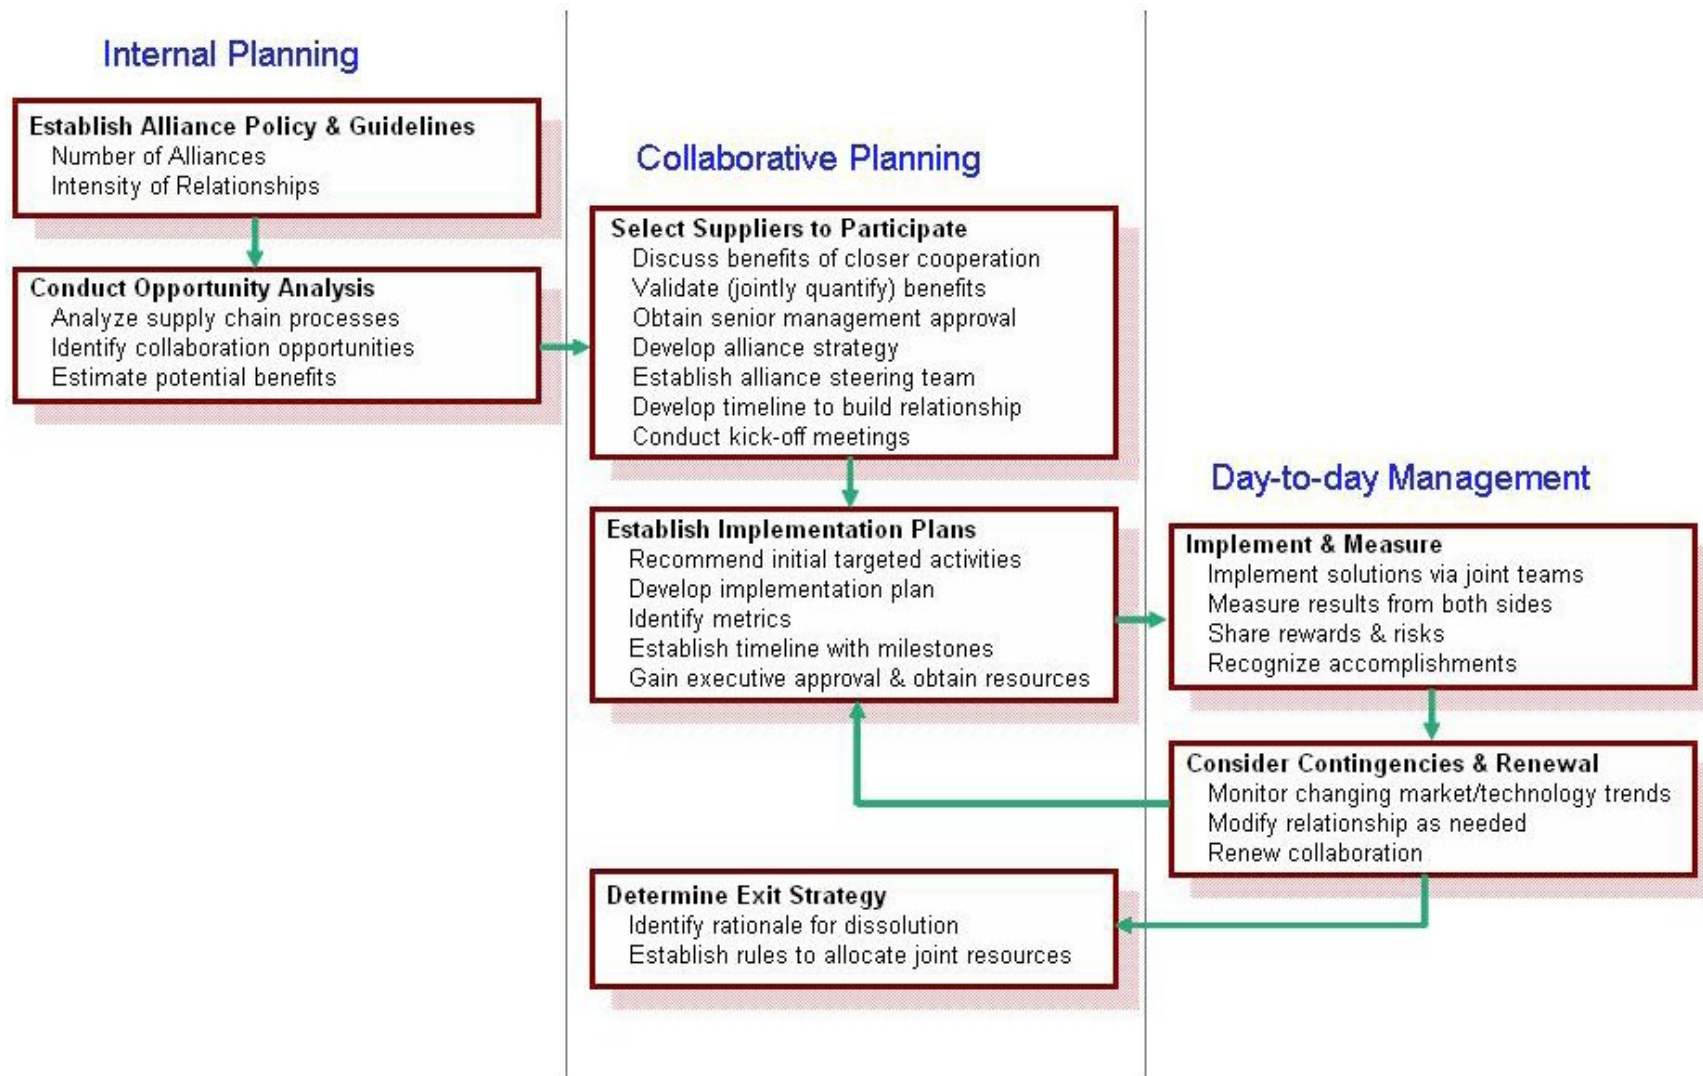 Internal Planning
Establish Alliance Policy & Guidelines
Number of Alliances
Intensity of Relationships
Conduct Opportunity Analysis
Analyze supply chain processes
Identify collaboration opportunities
Estimate potential benefits
Collaborative Planning
Select Suppliers to Participate
Discuss benefits of closer cooperation
Validate (jointly quantify) benefits
Obtain senior management approval
Develop alliance strategy
Establish alliance steering team
Develop timeline to build relationship
Conduct kick-off meetings
Establish Implementation Plans
Recommend initial targeted activities
Develop implementation plan
Identify metrics
Establish timeline with milestones
Gain executive approval & obtain resources
Determine Exit Strategy
Identify rationale for dissolution
Establish rules to allocate joint resources
Day-to-day Management
Implement & Measure
Implement solutions via joint teams
Measure results from both sides
Share rewards & risks
Recognize accomplishments
Consider Contingencies & Renewal
Monitor changing market/technology trends
Modify relationship as needed
Renew collaboration